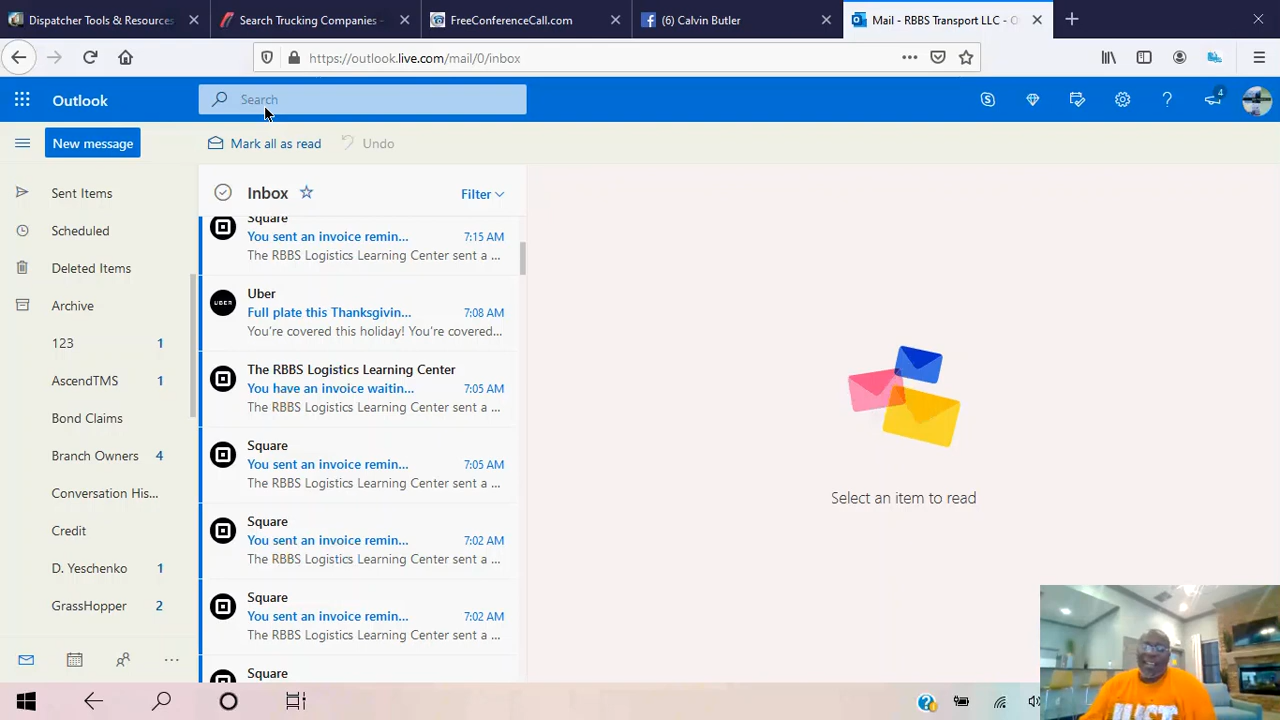 Dispatcher Tools & Resources
Search Trucking Companies -
FreeConferenceCall.com
(6) Calvin Butler
Mail - RBBS Transport LLC - O
https://outlook.live.com/mail/0/inbox
Outlook
Search
4
New message
Mark all as read
Undo
Sent Items
Scheduled
Deleted Items
Archive
123 1
AscendTMS 1
Bond Claims
Branch Owners 4
Conversation His...
Credit
D. Yeschenko 1
GrassHopper 2
Inbox
Filter
Square
You sent an invoice remin... 7:15 AM
The RBBS Logistics Learning Center sent a ...
UBER
Uber
Full plate this Thanksgivin... 7:08 AM
You're covered this holiday! You're covered...
The RBBS Logistics Learning Center
You have an invoice waitin... 7:05 AM
The RBBS Logistics Learning Center sent a ...
Square
You sent an invoice remin... 7:05 AM
The RBBS Logistics Learning Center sent a ...
Square
You sent an invoice remin... 7:02 AM
The RBBS Logistics Learning Center sent a ...
Square
You sent an invoice remin... 7:02 AM
The RBBS Logistics Learning Center sent a ...
Square
Select an item to read